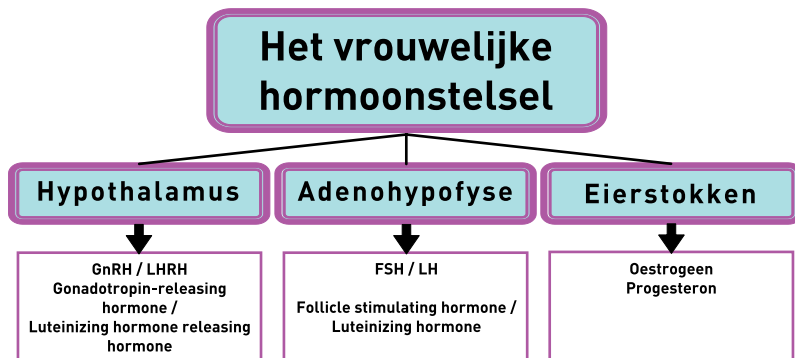 Het vrouwelijke
hormoonstelsel
Hypothalamus
Adenohypofyse
Eierstokken
GnRH / LHRH
Gonadotropin-releasing
hormone /
Luteinizing hormone releasing
hormone
FSH / LH
Follicle stimulating hormone /
Luteinizing hormone
Oestrogeen
Progesteron